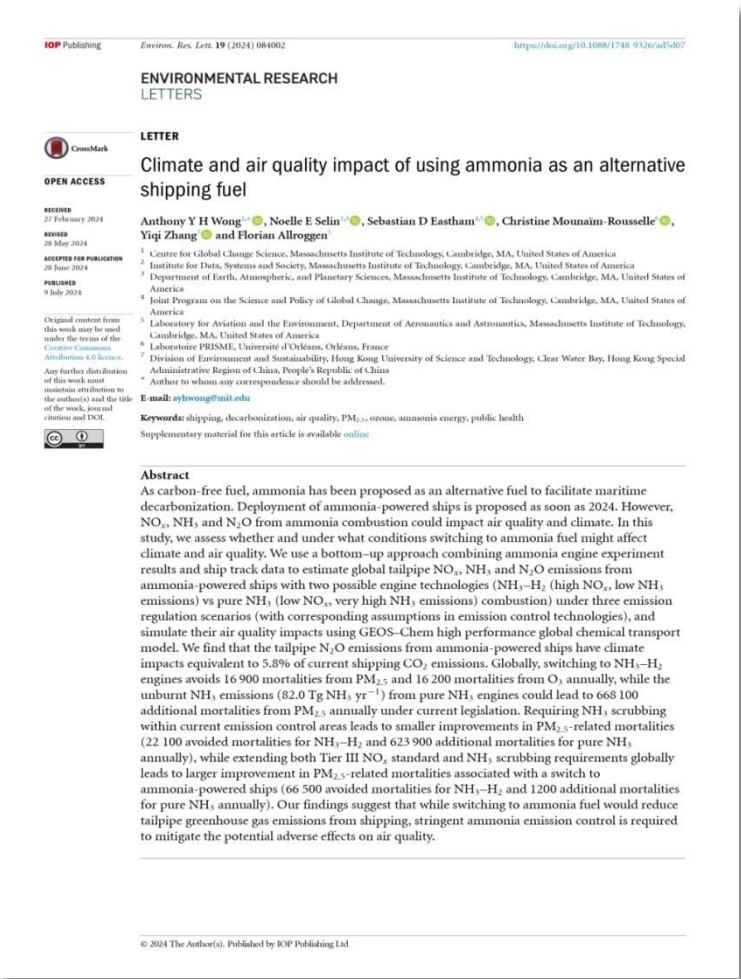 IOP Publishing
Environ. Res. Lett. 19 (2024) 084002
https://doi.org/10.1088/1748-9326/ad5d07
ENVIRONMENTAL RESEARCH
LETTERS
CrossMark
OPEN ACCESS
RECEIVED
27 February 2024
REVISED
28 May 2024
ACCEPTED FOR PUBLICATION
28 June 2024
PUBLISHED
9 July 2024
Original content from
this work may be used
under the terms of the
Creative Commons
Attribution 4.0 licence.
Any further distribution
of this work must
maintain attribution to
the author(s) and the title
of the work, journal
citation and DOI.
cc
BY
LETTER
Climate and air quality impact of using ammonia as an alternative
shipping fuel
Anthony Y H Wong1,*, Noelle E Selin2,3, Sebastian D Eastham4,5, Christine Mounaïm-Rousselle6,
Yiqi Zhang7 and Florian Allroggen5
1 Centre for Global Change Science, Massachusetts Institute of Technology, Cambridge, MA, United States of America
2 Institute for Data, Systems and Society, Massachusetts Institute of Technology, Cambridge, MA, United States of America
3 Department of Earth, Atmospheric, and Planetary Sciences, Massachusetts Institute of Technology, Cambridge, MA, United States of
America
4 Joint Program on the Science and Policy of Global Change, Massachusetts Institute of Technology, Cambridge, MA, United States of
America
5 Laboratory for Aviation and the Environment, Department of Aeronautics and Astronautics, Massachusetts Institute of Technology,
Cambridge, MA, United States of America
6 Laboratoire PRISME, Université d'Orléans, Orléans, France
7 Division of Environment and Sustainability, Hong Kong University of Science and Technology, Clear Water Bay, Hong Kong Special
Administrative Region of China, People's Republic of China
* Author to whom any correspondence should be addressed.
E-mail: ayhwong@mit.edu
Keywords: shipping, decarbonization, air quality, PM2.5, ozone, ammonia energy, public health
Supplementary material for this article is available online
Abstract
As carbon-free fuel, ammonia has been proposed as an alternative fuel to facilitate maritime
decarbonization. Deployment of ammonia-powered ships is proposed as soon as 2024. However,
NOx, NH3 and N2O from ammonia combustion could impact air quality and climate. In this
study, we assess whether and under what conditions switching to ammonia fuel might affect
climate and air quality. We use a bottom–up approach combining ammonia engine experiment
results and ship track data to estimate global tailpipe NOx, NH3 and N2O emissions from
ammonia-powered ships with two possible engine technologies (NH3–H2 (high NOx, low NH3
emissions) vs pure NH3 (low NOx, very high NH3 emissions) combustion) under three emission
regulation scenarios (with corresponding assumptions in emission control technologies), and
simulate their air quality impacts using GEOS–Chem high performance global chemical transport
model. We find that the tailpipe N2O emissions from ammonia-powered ships have climate
impacts equivalent to 5.8% of current shipping CO2 emissions. Globally, switching to NH3–H2
engines avoids 16 900 mortalities from PM2.5 and 16 200 mortalities from O3 annually, while the
unburnt NH3 emissions (82.0 Tg NH3 yr−1) from pure NH3 engines could lead to 668 100
additional mortalities from PM2.5 annually under current legislation. Requiring NH3 scrubbing
within current emission control areas leads to smaller improvements in PM2.5-related mortalities
(22 100 avoided mortalities for NH3–H2 and 623 900 additional mortalities for pure NH3
annually), while extending both Tier III NOx standard and NH3 scrubbing requirements globally
leads to larger improvement in PM2.5-related mortalities associated with a switch to
ammonia-powered ships (66 500 avoided mortalities for NH3–H2 and 1200 additional mortalities
for pure NH3 annually). Our findings suggest that while switching to ammonia fuel would reduce
tailpipe greenhouse gas emissions from shipping, stringent ammonia emission control is required
to mitigate the potential adverse effects on air quality.
© 2024 The Author(s). Published by IOP Publishing Ltd